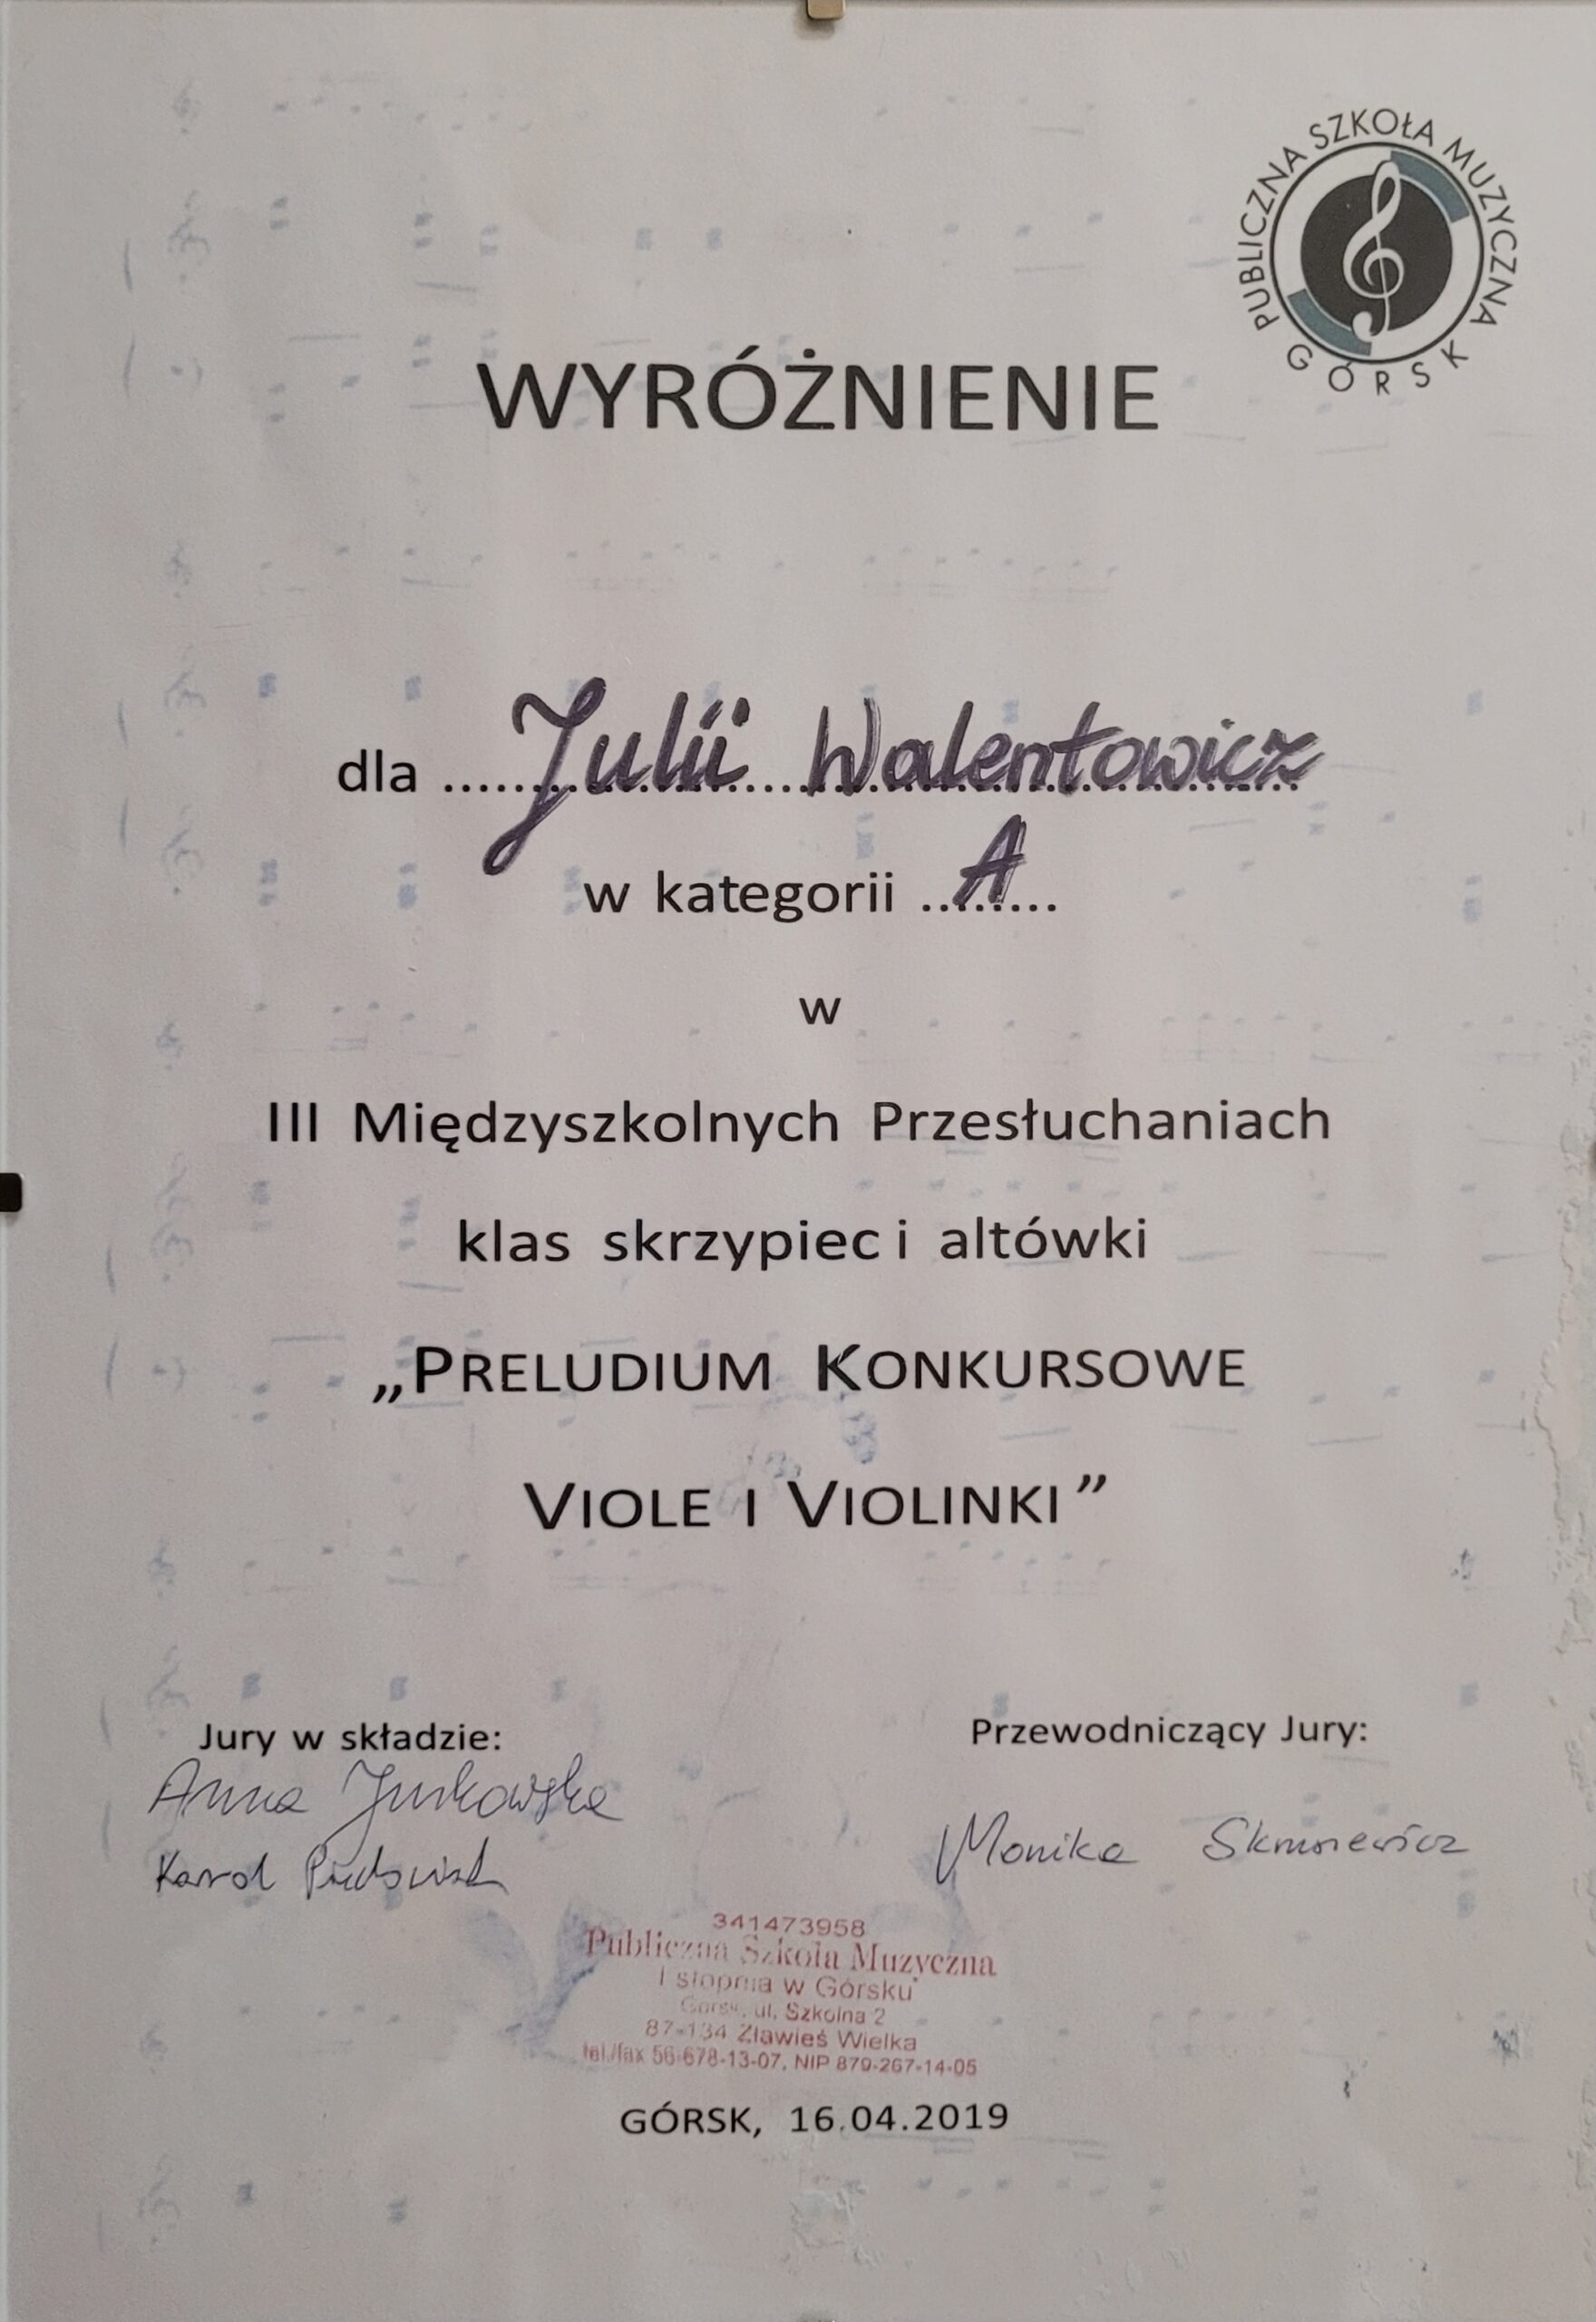 PUBLICZNA SZKOŁA MUZYCZNA
GÓRSK
WYRÓŻNIENIE
dla ..... Julii Walentowicz
w kategorii ... A ...
w
III Międzyszkolnych Przesłuchaniach
klas skrzypiec i altówki
„PRELUDIUM KONKURSOWE
VIOLE I VIOLINKI”
Jury w składzie:
Anna Jurkowska
Karol
Przewodniczący Jury:
Monika
341473958
Publiczna Szkoła Muzyczna
I stopnia w Górsku
Górsk, ul. Szkolna 2
87-134 Zławieś Wielka
tel./fax 56-678-13-07, NIP 879-267-14-05
GÓRSK, 16.04.2019